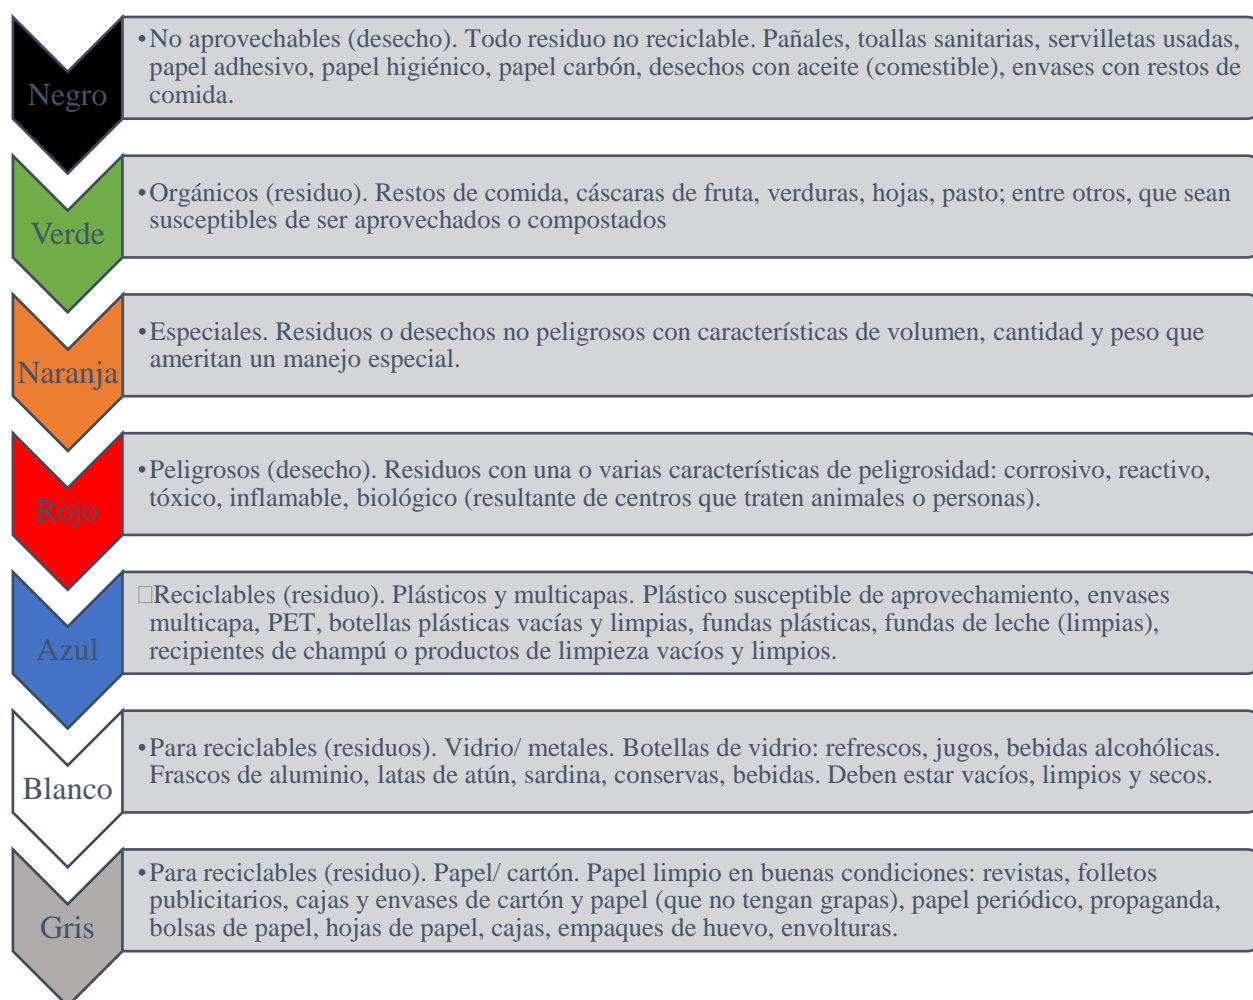 Negro
•No aprovechables (desecho). Todo residuo no reciclable. Pañales, toallas sanitarias, servilletas usadas,
papel adhesivo, papel higiénico, papel carbón, desechos con aceite (comestible), envases con restos de
comida.
Verde
•Orgánicos (residuo). Restos de comida, cáscaras de fruta, verduras, hojas, pasto; entre otros, que sean
susceptibles de ser aprovechados o compostados
Naranja
•Especiales. Residuos o desechos no peligrosos con características de volumen, cantidad y peso que
ameritan un manejo especial.
Rojo
•Peligrosos (desecho). Residuos con una o varias características de peligrosidad: corrosivo, reactivo,
tóxico, inflamable, biológico (resultante de centros que traten animales o personas).
Azul
□Reciclables (residuo). Plásticos y multicapas. Plástico susceptible de aprovechamiento, envases
multicapa, PET, botellas plásticas vacías y limpias, fundas plásticas, fundas de leche (limpias),
recipientes de champú o productos de limpieza vacíos y limpios.
Blanco
•Para reciclables (residuos). Vidrio/ metales. Botellas de vidrio: refrescos, jugos, bebidas alcohólicas.
Frascos de aluminio, latas de atún, sardina, conservas, bebidas. Deben estar vacíos, limpios y secos.
Gris
•Para reciclables (residuo). Papel/ cartón. Papel limpio en buenas condiciones: revistas, folletos
publicitarios, cajas y envases de cartón y papel (que no tengan grapas), papel periódico, propaganda,
bolsas de papel, hojas de papel, cajas, empaques de huevo, envolturas.